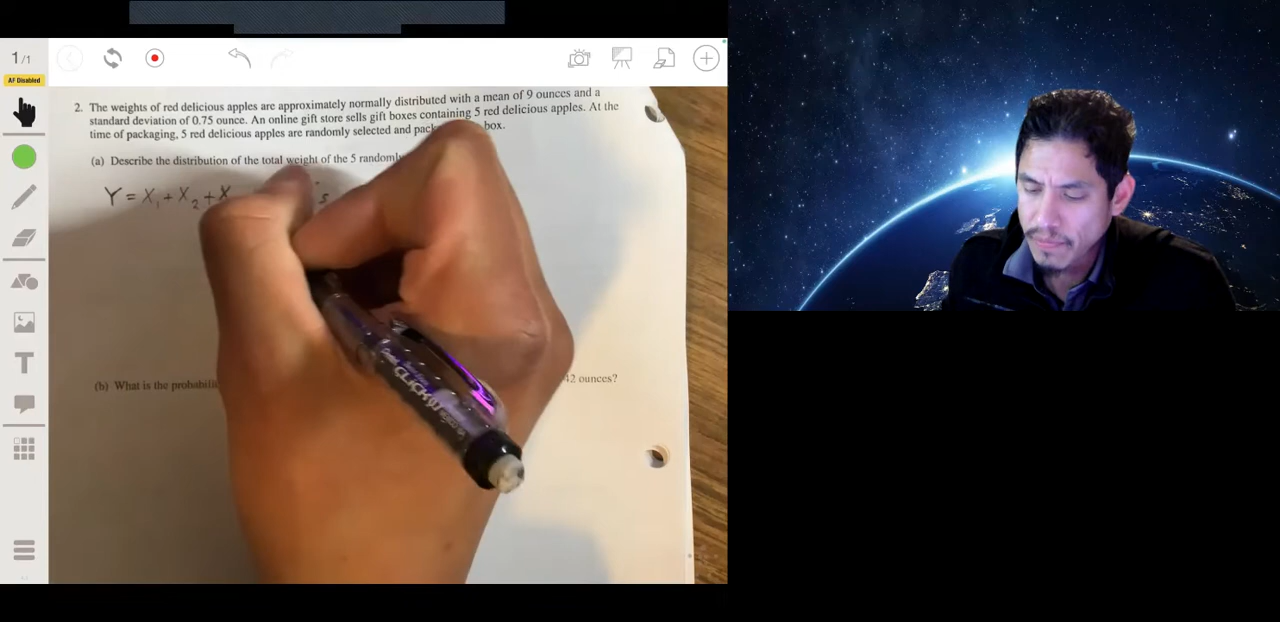 1/1
AF Disabled
2. The weights of red delicious apples are approximately normally distributed with a mean of 9 ounces and a
standard deviation of 0.75 ounce. An online gift store sells gift boxes containing 5 red delicious apples. At the
time of packaging, 5 red delicious apples are randomly selected and box.
(a) Describe the distribution of the total weight of the 5
Y = X₁ + X₂ + X
T
(b) What is the 42 ounces?
CLICK